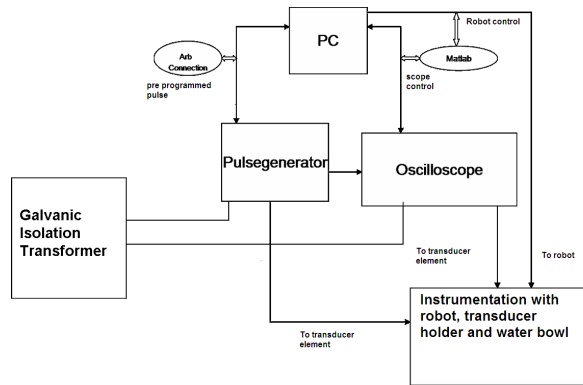 Robot control
PC
Arb
Connection
Matlab
pre programmed
pulse
scope
control
Pulsegenerator
Oscilloscope
Galvanic
Isolation
Transformer
To transducer
element
To robot
Instrumentation with
robot, transducer
holder and water bowl
To transducer
element